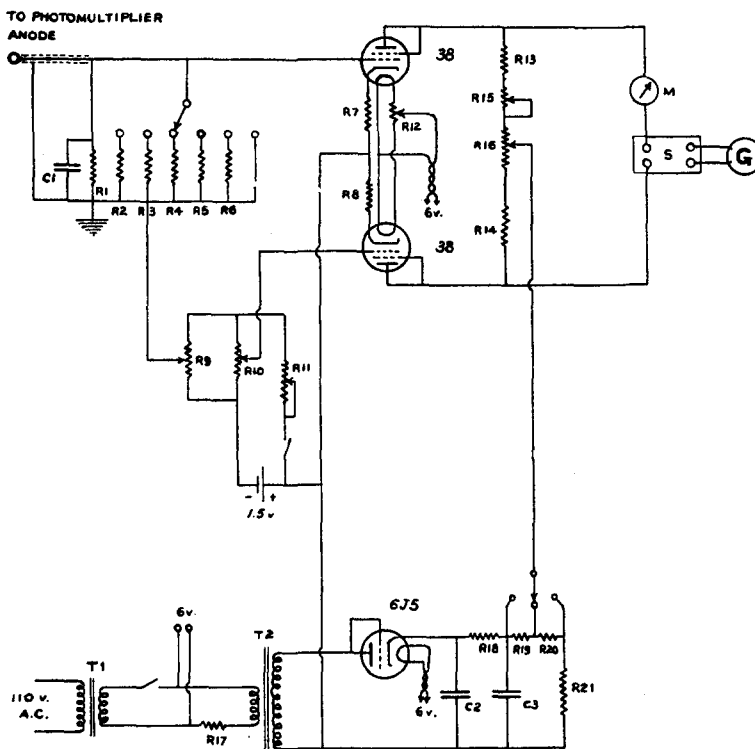 TO PHOTOMULTIPLIER
ANODE
38
R13
R7
R12
R15
M
R16
S
G
C1
R1
R2
R3
R4
R5
R6
R8
6v.
R14
38
R9
R10
R11
- +
1.5 v
6J5
6v.
T1
T2
R18
R19
R20
110 v.
A.C.
R17
6v.
C2
C3
R21